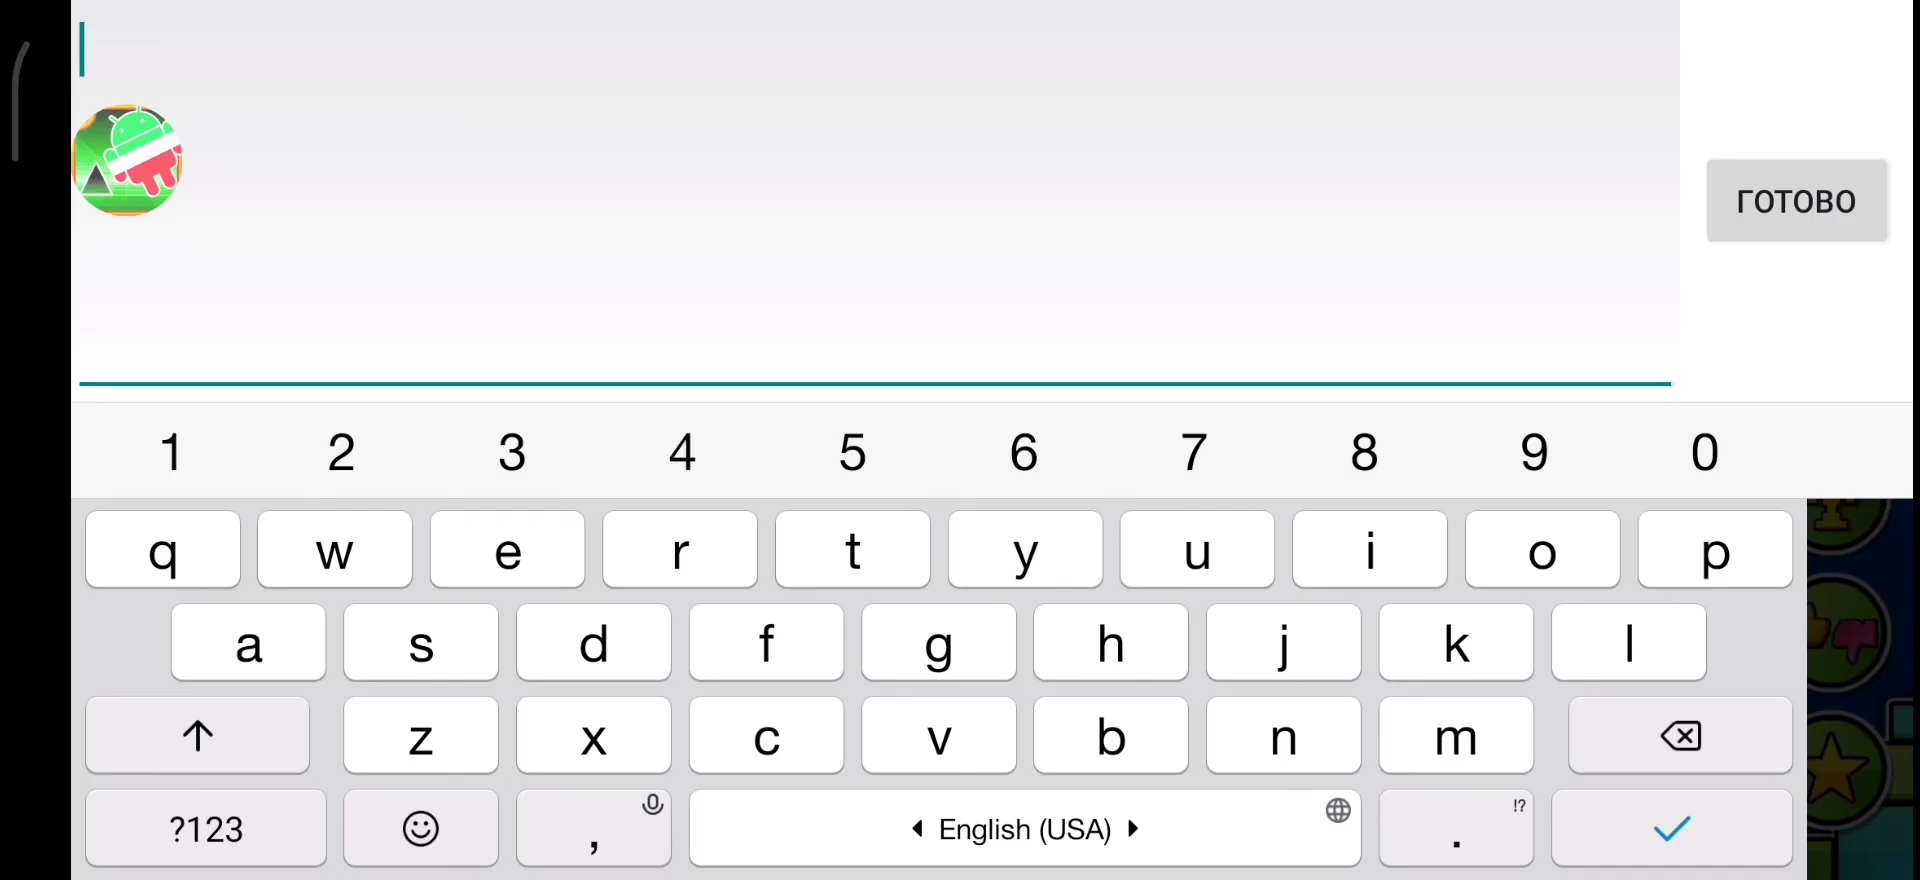 ГОТОВО
1 2 3 4 5 6 7 8 9 0
q w e r t y u i o p
a s d f g h j k l
z x c v b n m
?123 , English (USA) !? .